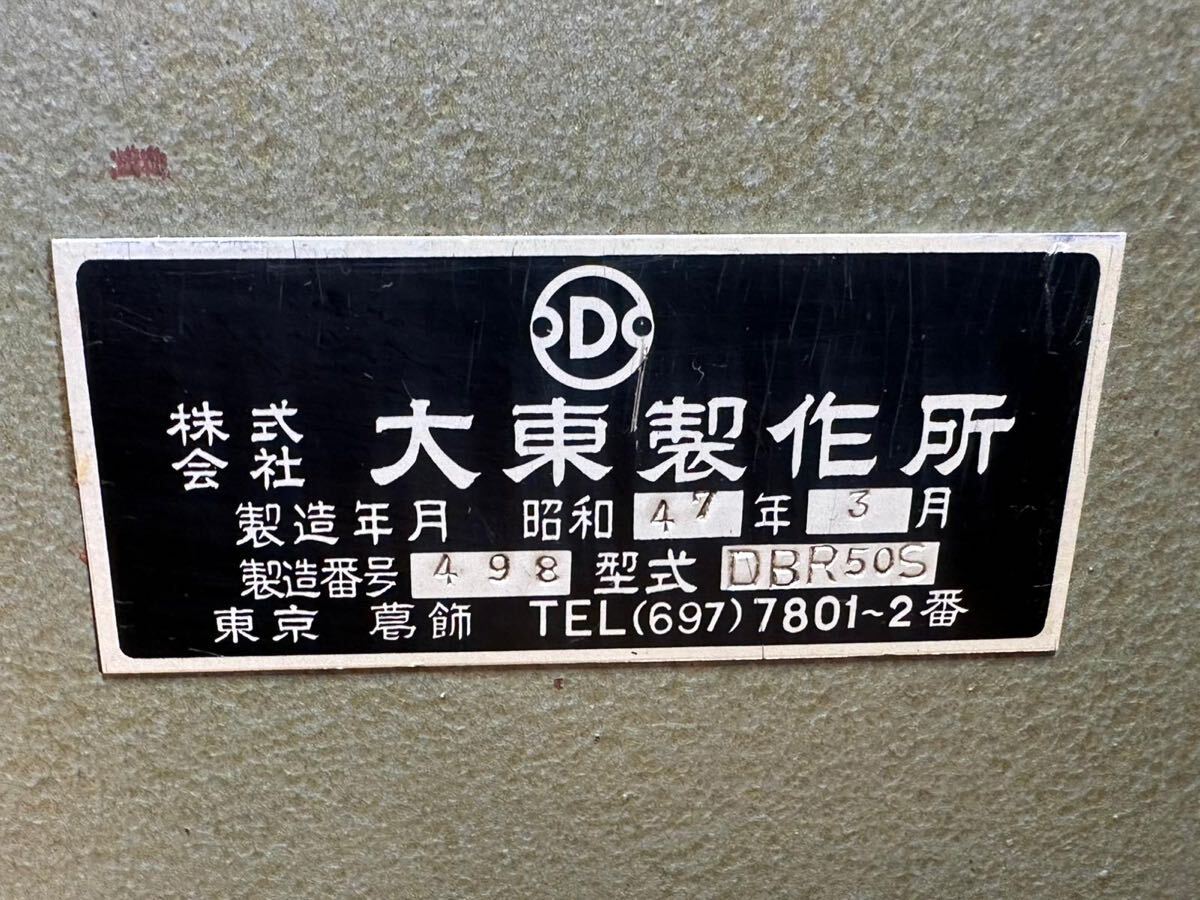 D
株式会社 大東製作所
製造年月 昭和 47 年 3 月
製造番号 498 型式 DBR50S
東京 葛飾 TEL(697)7801~2番